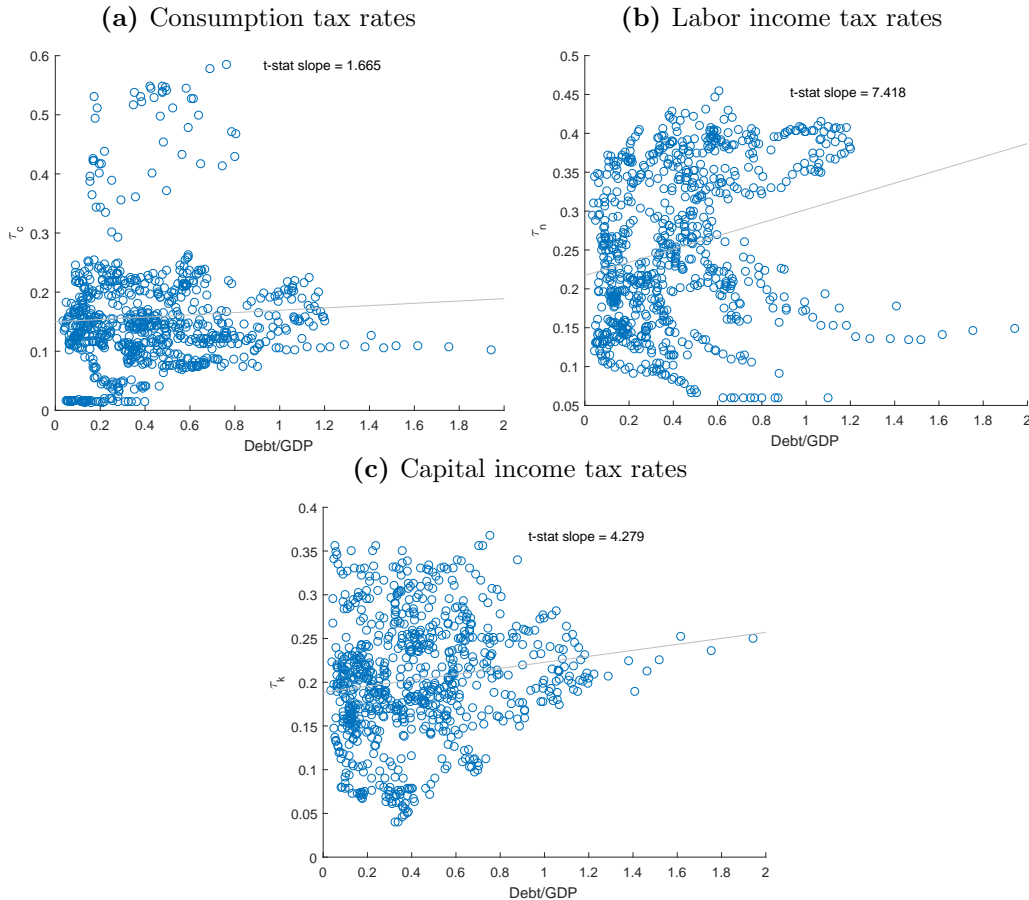 (a) Consumption tax rates
t-stat slope = 1.665
τc
0.6
0.5
0.4
0.3
0.2
0.1
0
0 0.2 0.4 0.6 0.8 1 1.2 1.4 1.6 1.8 2
Debt/GDP
(b) Labor income tax rates
t-stat slope = 7.418
τn
0.5
0.45
0.4
0.35
0.3
0.25
0.2
0.15
0.1
0.05
0 0.2 0.4 0.6 0.8 1 1.2 1.4 1.6 1.8 2
Debt/GDP
(c) Capital income tax rates
t-stat slope = 4.279
τk
0.4
0.35
0.3
0.25
0.2
0.15
0.1
0.05
0
0 0.2 0.4 0.6 0.8 1 1.2 1.4 1.6 1.8 2
Debt/GDP